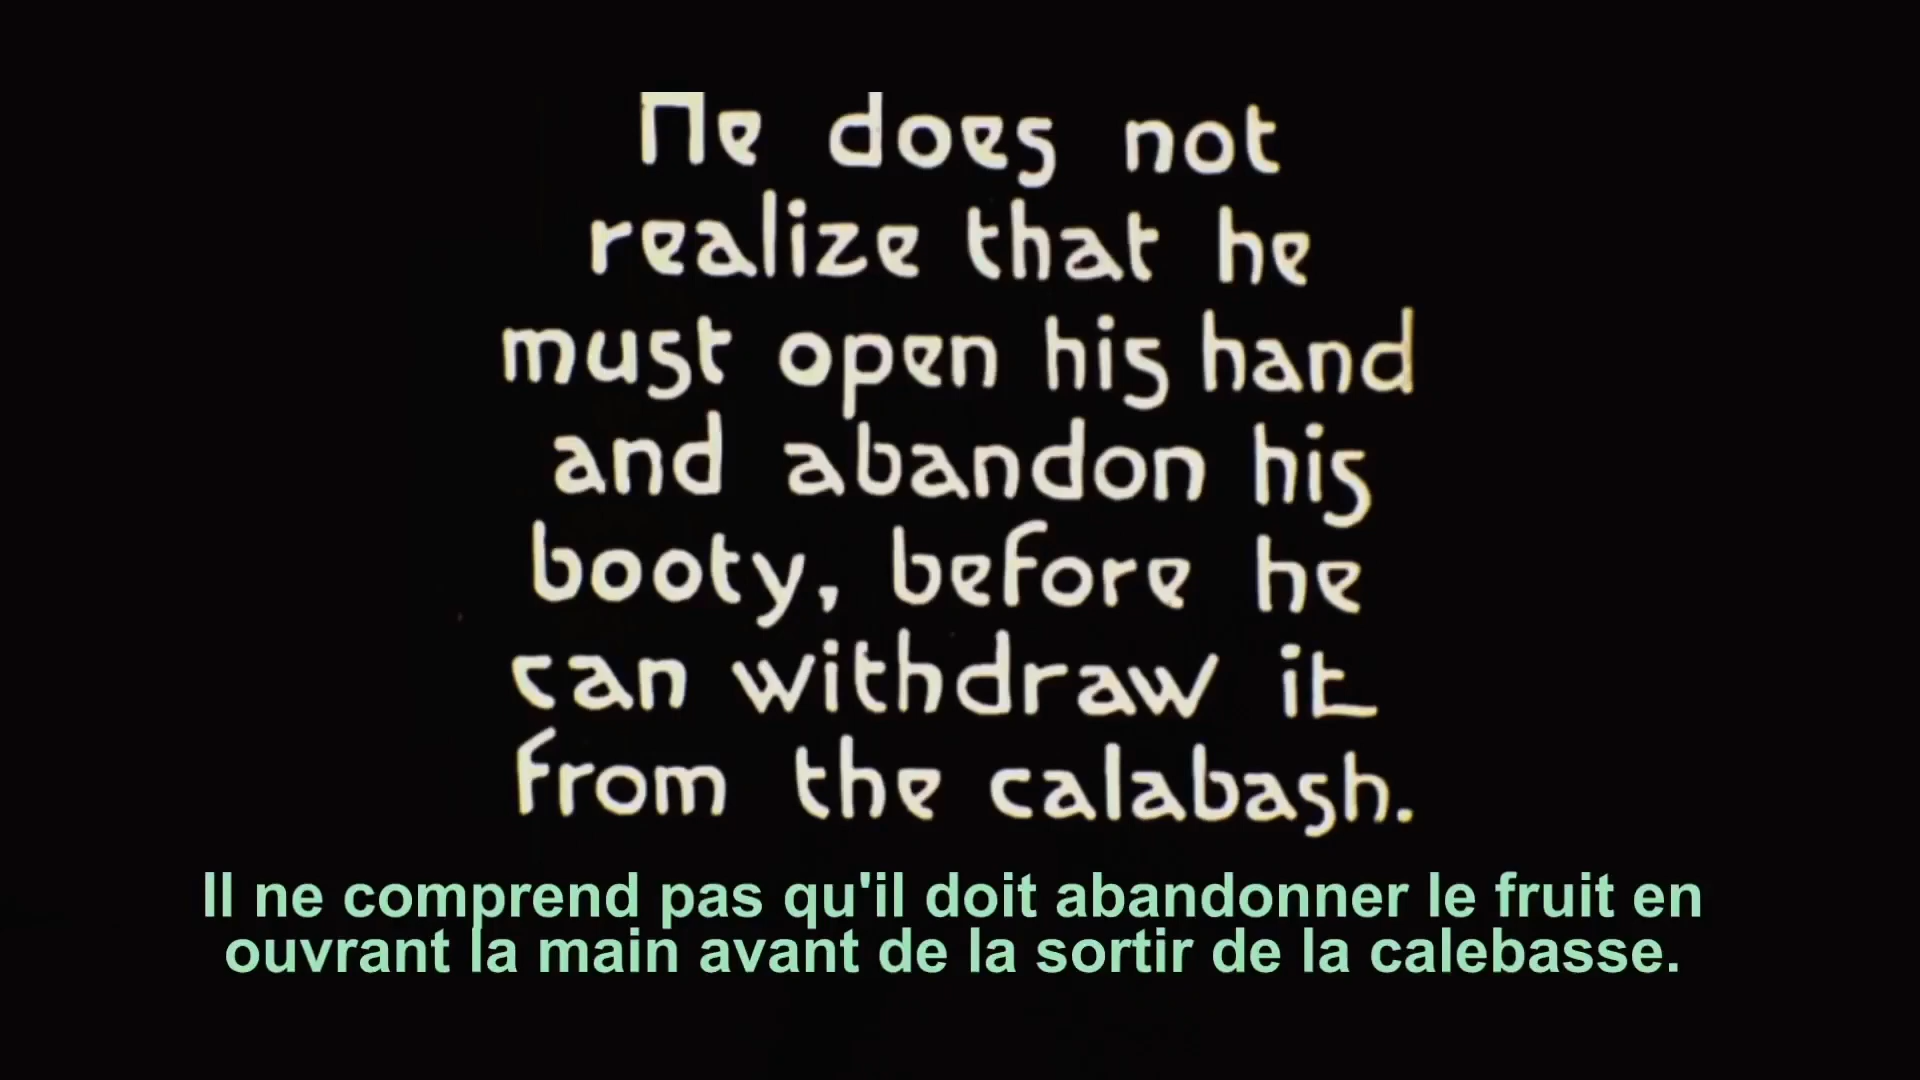 He does not
realize that he
must open his hand
and abandon his
booty, before he
can withdraw it
from the calabash.
Il ne comprend pas qu'il doit abandonner le fruit en
ouvrant la main avant de la sortir de la calebasse.